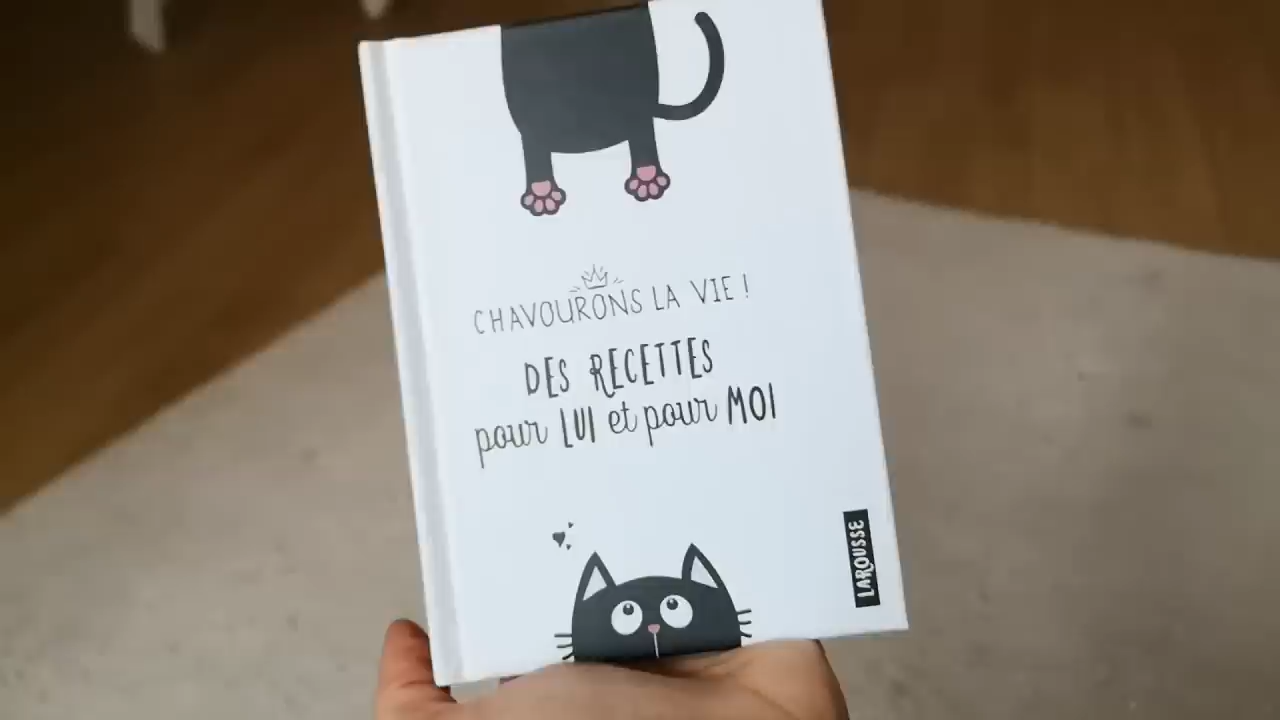 CHAVOURONS LA VIE !
DES RECETTES
pour LUI et pour MOI
LAROUSSE